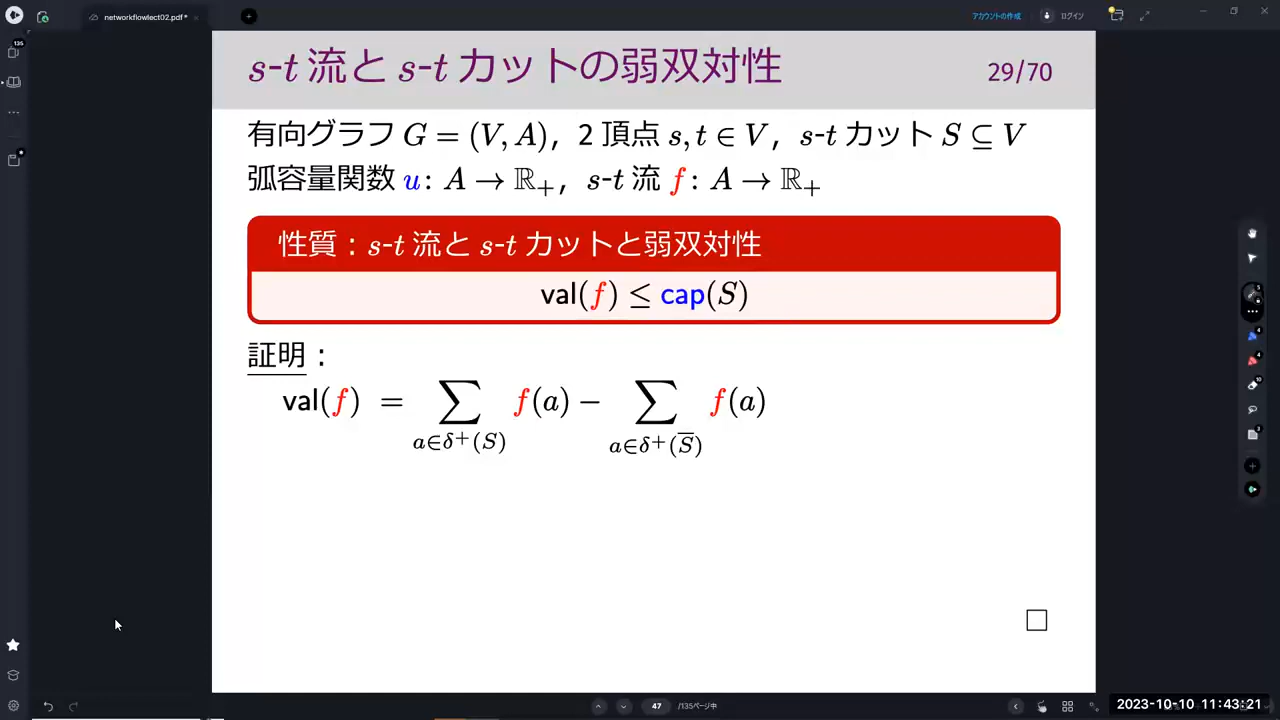 135
networkflowlect02.pdf*
アカウントの作成
ログイン
s-t 流と s-t カットの弱双対性
29/70
有向グラフ G = (V, A)，2 頂点 s, t ∈ V，s-t カット S ⊆ V
弧容量関数 u: A → ℝ₊，s-t 流 f: A → ℝ₊
性質：s-t 流と s-t カットと弱双対性
val(f) ≤ cap(S)
証明：
val(f) = ∑_{a∈δ⁺(S)} f(a) − ∑_{a∈δ⁺(S̅)} f(a)
□
47
/135ページ中
2023-10-10 11:43:21